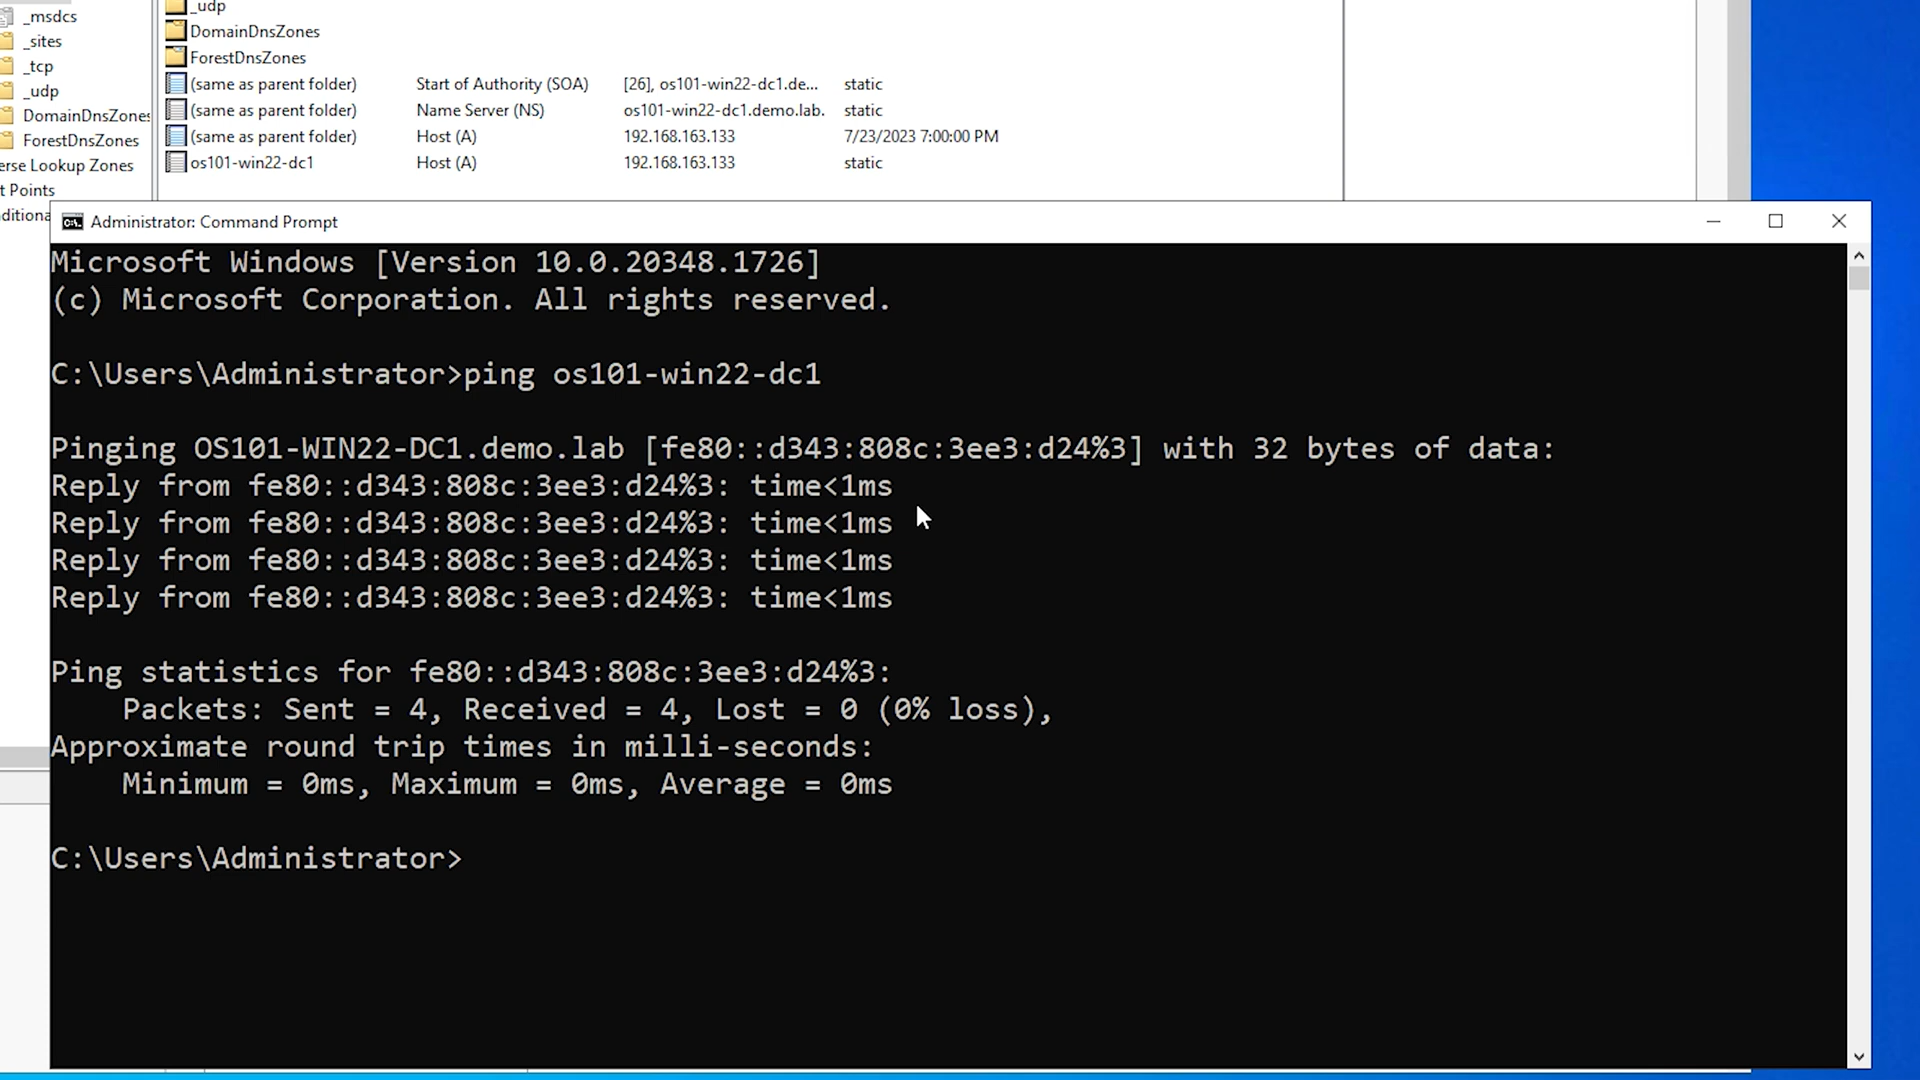 _msdcs
_sites
_tcp
_udp
DomainDnsZones
ForestDnsZones
erse Lookup Zones
t Points
ditiona
_udp
DomainDnsZones
ForestDnsZones
(same as parent folder) Start of Authority (SOA) [26], os101-win22-dc1.de... static
(same as parent folder) Name Server (NS) os101-win22-dc1.demo.lab. static
(same as parent folder) Host (A) 192.168.163.133 7/23/2023 7:00:00 PM
os101-win22-dc1 Host (A) 192.168.163.133 static
Administrator: Command Prompt
Microsoft Windows [Version 10.0.20348.1726]
(c) Microsoft Corporation. All rights reserved.
C:\Users\Administrator>ping os101-win22-dc1
Pinging OS101-WIN22-DC1.demo.lab [fe80::d343:808c:3ee3:d24%3] with 32 bytes of data:
Reply from fe80::d343:808c:3ee3:d24%3: time<1ms
Reply from fe80::d343:808c:3ee3:d24%3: time<1ms
Reply from fe80::d343:808c:3ee3:d24%3: time<1ms
Reply from fe80::d343:808c:3ee3:d24%3: time<1ms
Ping statistics for fe80::d343:808c:3ee3:d24%3:
Packets: Sent = 4, Received = 4, Lost = 0 (0% loss),
Approximate round trip times in milli-seconds:
Minimum = 0ms, Maximum = 0ms, Average = 0ms
C:\Users\Administrator>